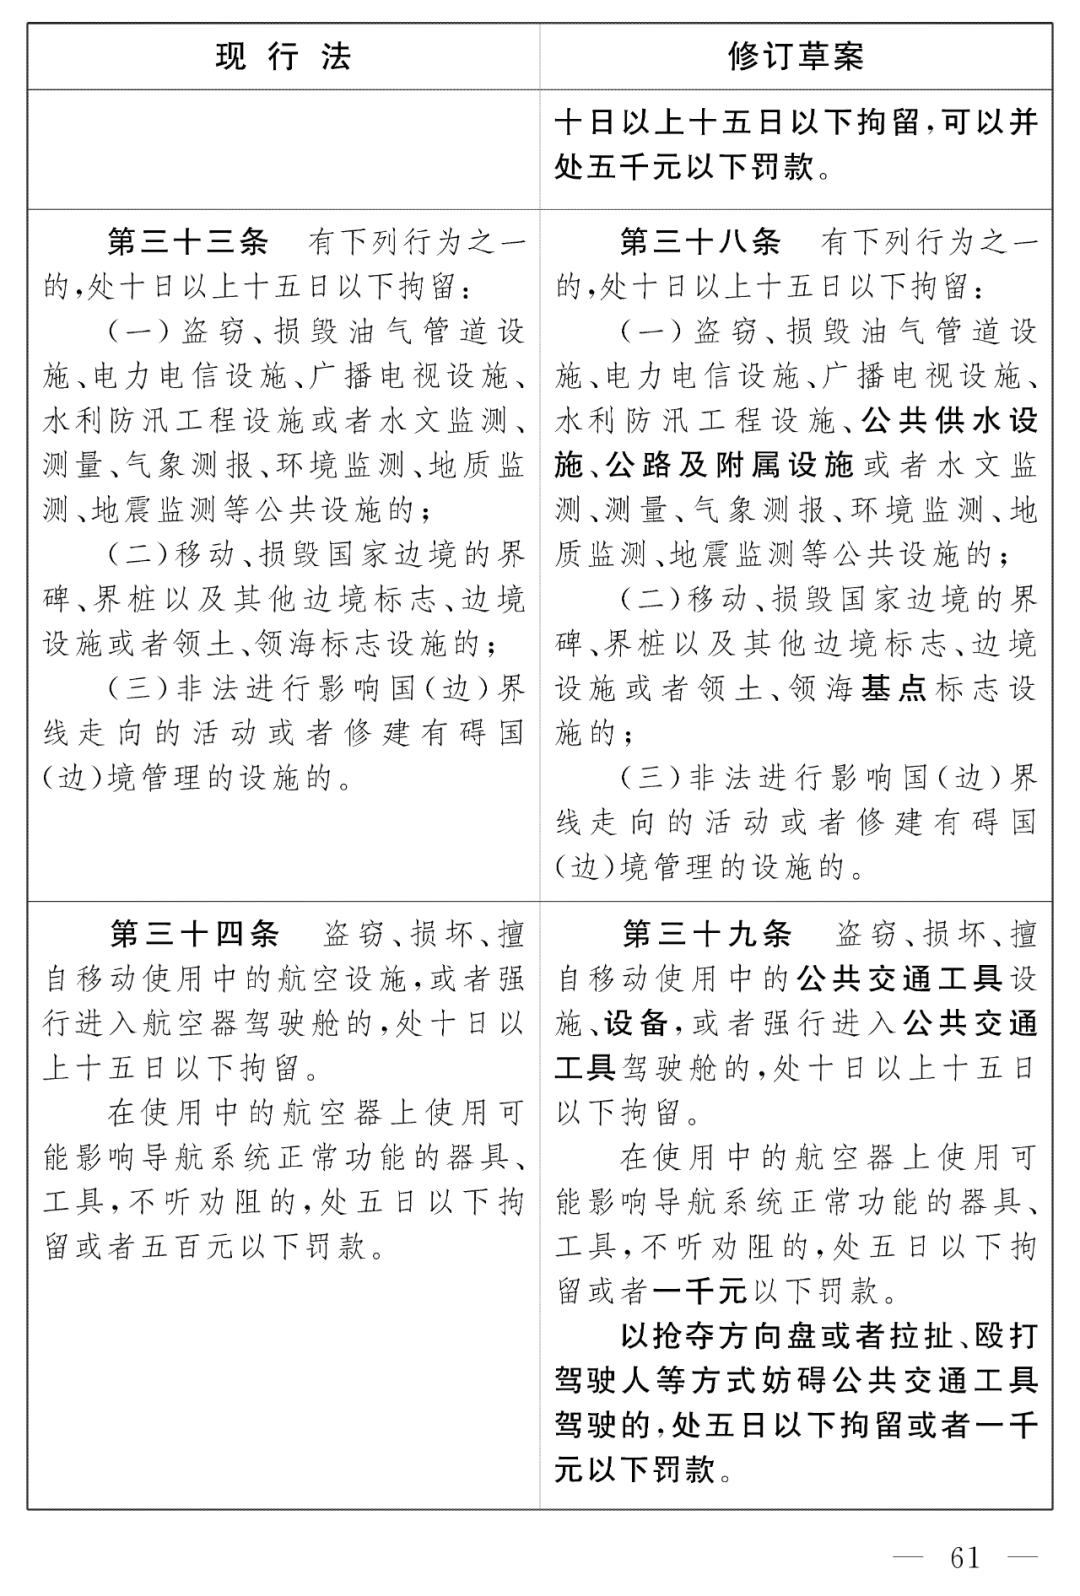 现行法
修订草案
十日以上十五日以下拘留,可以并
处五千元以下罚款。
第三十三条　有下列行为之一
的,处十日以上十五日以下拘留:
(一)盗窃、损毁油气管道设
施、电力电信设施、广播电视设施、
水利防汛工程设施或者水文监测、
测量、气象测报、环境监测、地质监
测、地震监测等公共设施的;
(二)移动、损毁国家边境的界
碑、界桩以及其他边境标志、边境
设施或者领土、领海标志设施的;
(三)非法进行影响国(边)界
线走向的活动或者修建有碍国
(边)境管理的设施的。
第三十八条　有下列行为之一
的,处十日以上十五日以下拘留:
(一)盗窃、损毁油气管道设
施、电力电信设施、广播电视设施、
水利防汛工程设施、公共供水设
施、公路及附属设施或者水文监
测、测量、气象测报、环境监测、地
质监测、地震监测等公共设施的;
(二)移动、损毁国家边境的界
碑、界桩以及其他边境标志、边境
设施或者领土、领海基点标志设
施的;
(三)非法进行影响国(边)界
线走向的活动或者修建有碍国
(边)境管理的设施的。
第三十四条　盗窃、损坏、擅
自移动使用中的航空设施,或者强
行进入航空器驾驶舱的,处十日以
上十五日以下拘留。
在使用中的航空器上使用可
能影响导航系统正常功能的器具、
工具,不听劝阻的,处五日以下拘
留或者五百元以下罚款。
第三十九条　盗窃、损坏、擅
自移动使用中的公共交通工具设
施、设备,或者强行进入公共交通
工具驾驶舱的,处十日以上十五日
以下拘留。
在使用中的航空器上使用可
能影响导航系统正常功能的器具、
工具,不听劝阻的,处五日以下拘
留或者一千元以下罚款。
以抢夺方向盘或者拉扯、殴打
驾驶人等方式妨碍公共交通工具
驾驶的,处五日以下拘留或者一千
元以下罚款。
— 61 —